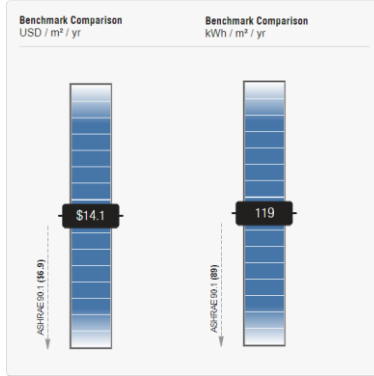 Benchmark Comparison
USD / m² / yr
Benchmark Comparison
kWh / m² / yr
$14.1
119
ASHRAE 90.1 ($6.9)
ASHRAE 90.1 (89)